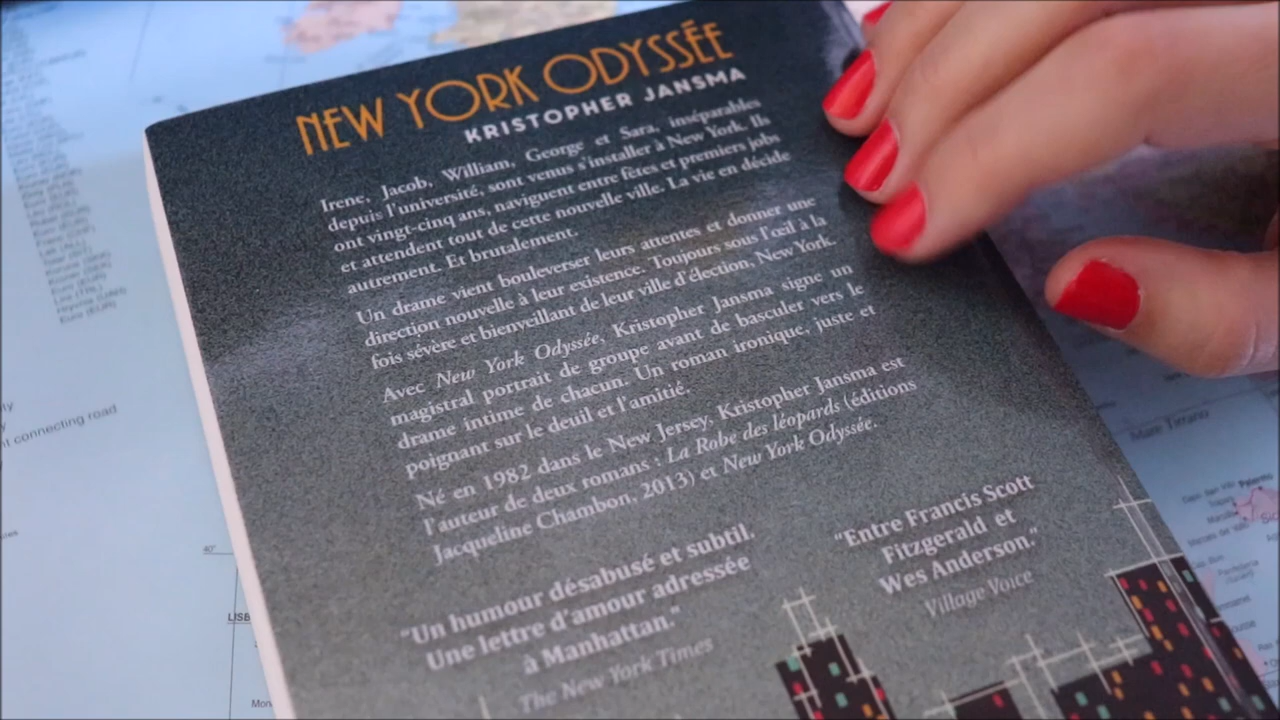 NEW YORK ODYSSÉE
KRISTOPHER JANSMA
Irene, Jacob, William, George et Sara, inséparables
depuis l'université, sont venus s'installer à New York. Ils
ont vingt-cinq ans, naviguent entre fêtes et premiers jobs
et attendent tout de cette nouvelle ville. La vie en décide
autrement. Et brutalement.
Un drame vient bouleverser leurs attentes et donner une
direction nouvelle à leur existence. Toujours sous l'œil à la
fois sévère et bienveillant de leur ville d'élection, New York.
Avec New York Odyssée, Kristopher Jansma signe un
magistral portrait de groupe avant de basculer vers le
drame intime de chacun. Un roman ironique, juste et
poignant sur le deuil et l'amitié.
Né en 1982 dans le New Jersey, Kristopher Jansma est
l'auteur de deux romans : La Robe des léopards (éditions
Jacqueline Chambon, 2013) et New York Odyssée.
"Un humour désabusé et subtil.
Une lettre d'amour adressée
à Manhattan."
The New York Times
"Entre Francis Scott
Fitzgerald et
Wes Anderson."
Village Voice
connecting road
40°
LISB
Mon
Mare Tirreno
Palermo